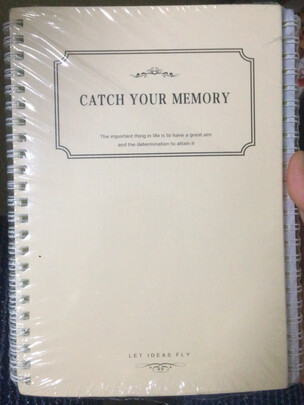 CATCH YOUR MEMORY
The important thing in life is to have a great aim
and the determination to attain it
LET IDEAS FLY